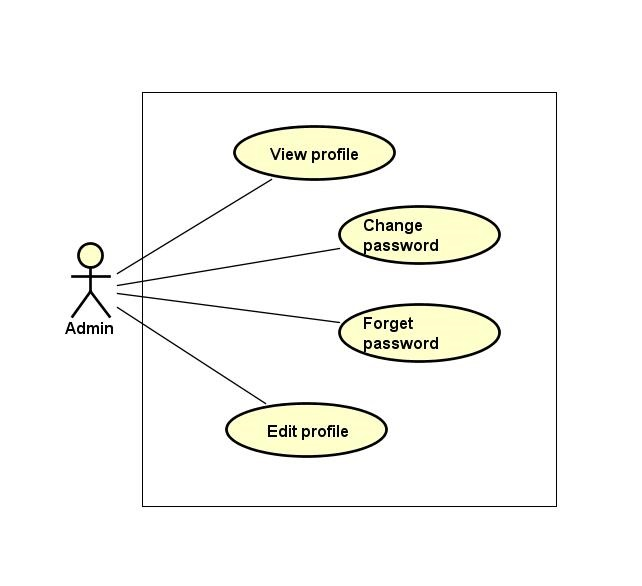 View profile
Change
password
Admin
Forget
password
Edit profile